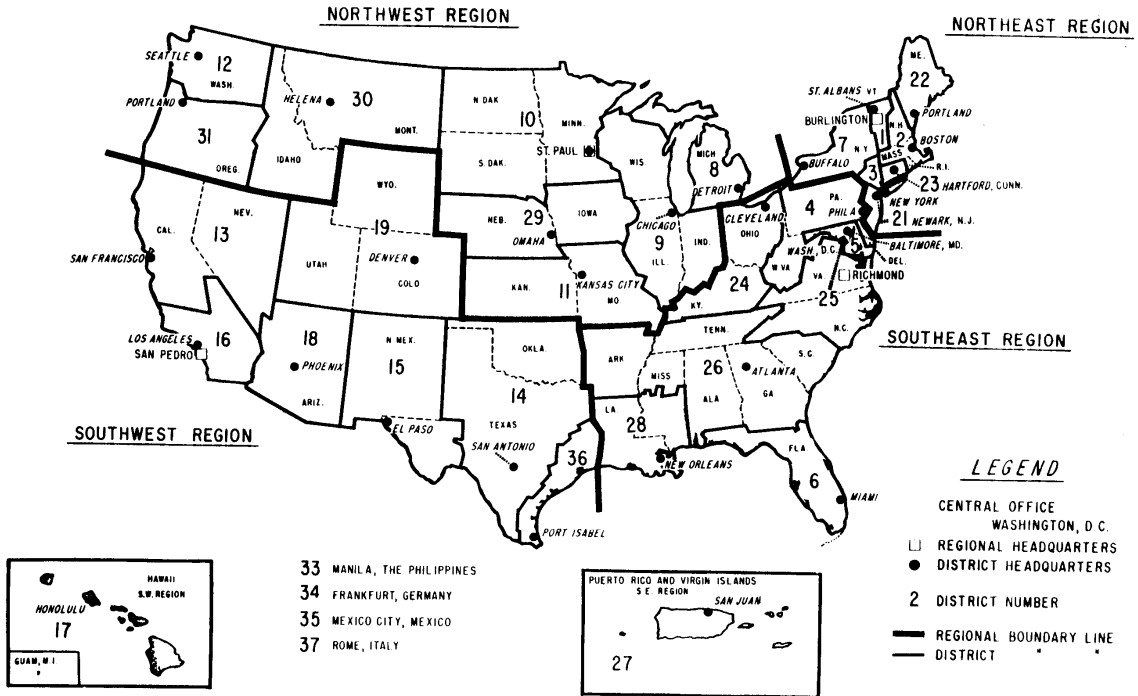 NORTHWEST REGION
NORTHEAST REGION
SEATTLE
12
WASH.
PORTLAND
31
OREG.
HELENA
30
MONT.
IDAHO
N DAK
10
MINN.
S. DAK.
ST. PAUL
WIS.
MICH
8
DETROIT
ME.
22
ST. ALBANS VT.
BURLINGTON
PORTLAND
N.H.
1
2
BOSTON
7
N Y
MASS
BUFFALO
3
R.I.
23 HARTFORD, CONN.
NEW YORK
21 NEWARK, N.J.
WYO.
19
NEV.
13
CAL.
SAN FRANCISCO
UTAH
DENVER
COLO
NEB.
29
OMAHA
IOWA
CHICAGO
9
ILL.
IND.
CLEVELAND
OHIO
4
PA.
PHILA
WASH, D.C.
5
BALTIMORE, MD.
DEL.
W VA
VA.
RICHMOND
25
KAN.
11
KANSAS CITY
MO.
24
KY.
LOS ANGELES
SAN PEDRO
16
18
PHOENIX
ARIZ.
N MEX.
15
OKLA.
14
TEXAS
EL PASO
SAN ANTONIO
36
PORT ISABEL
ARK
TENN.
N.C.
S.C.
MISS
26
ATLANTA
ALA
GA
LA
28
NEW ORLEANS
FLA.
6
MIAMI
SOUTHEAST REGION
SOUTHWEST REGION
LEGEND
CENTRAL OFFICE
WASHINGTON, D C.
REGIONAL HEADQUARTERS
DISTRICT HEADQUARTERS
2 DISTRICT NUMBER
REGIONAL BOUNDARY LINE
DISTRICT " "
HAWAII
S.W. REGION
HONOLULU
17
GUAM, M.I.
33 MANILA, THE PHILIPPINES
34 FRANKFURT, GERMANY
35 MEXICO CITY, MEXICO
37 ROME, ITALY
PUERTO RICO AND VIRGIN ISLANDS
S E. REGION
SAN JUAN
27